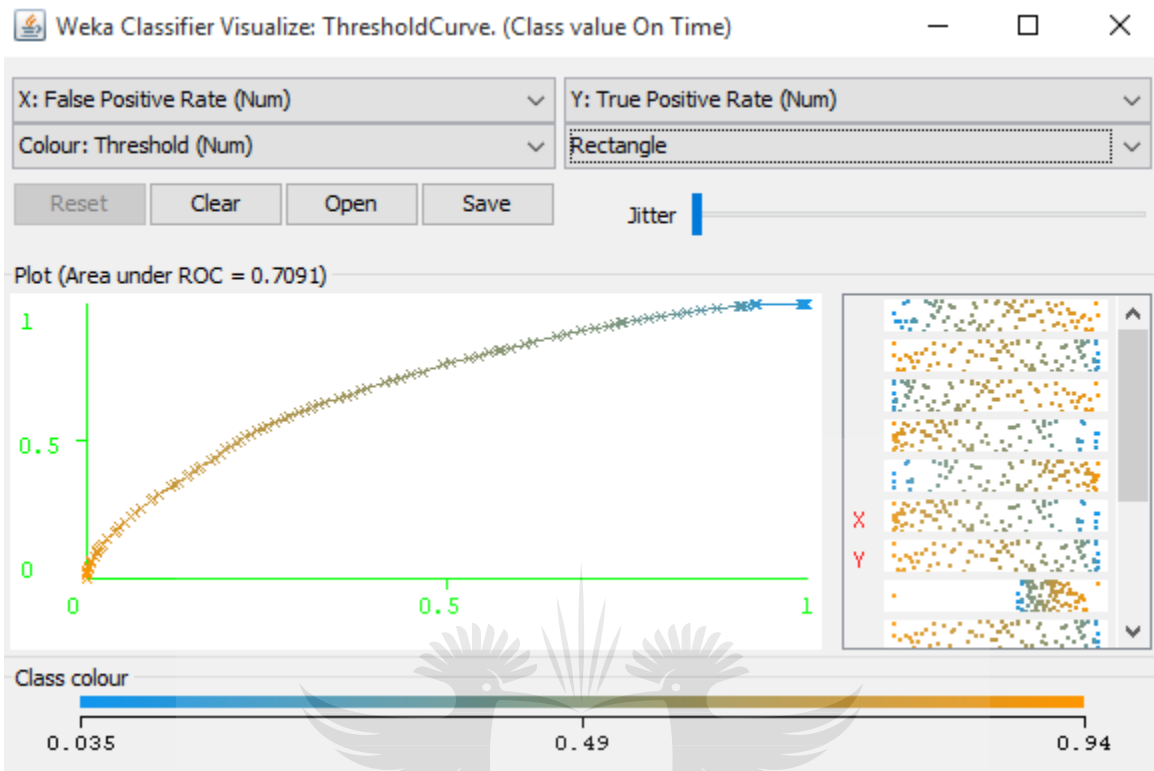 Weka Classifier Visualize: ThresholdCurve. (Class value On Time)
X: False Positive Rate (Num)
Y: True Positive Rate (Num)
Colour: Threshold (Num)
Rectangle
Reset
Clear
Open
Save
Jitter
Plot (Area under ROC = 0.7091)
1
0.5
0
0
0.5
1
X
Y
Class colour
0.035
0.49
0.94